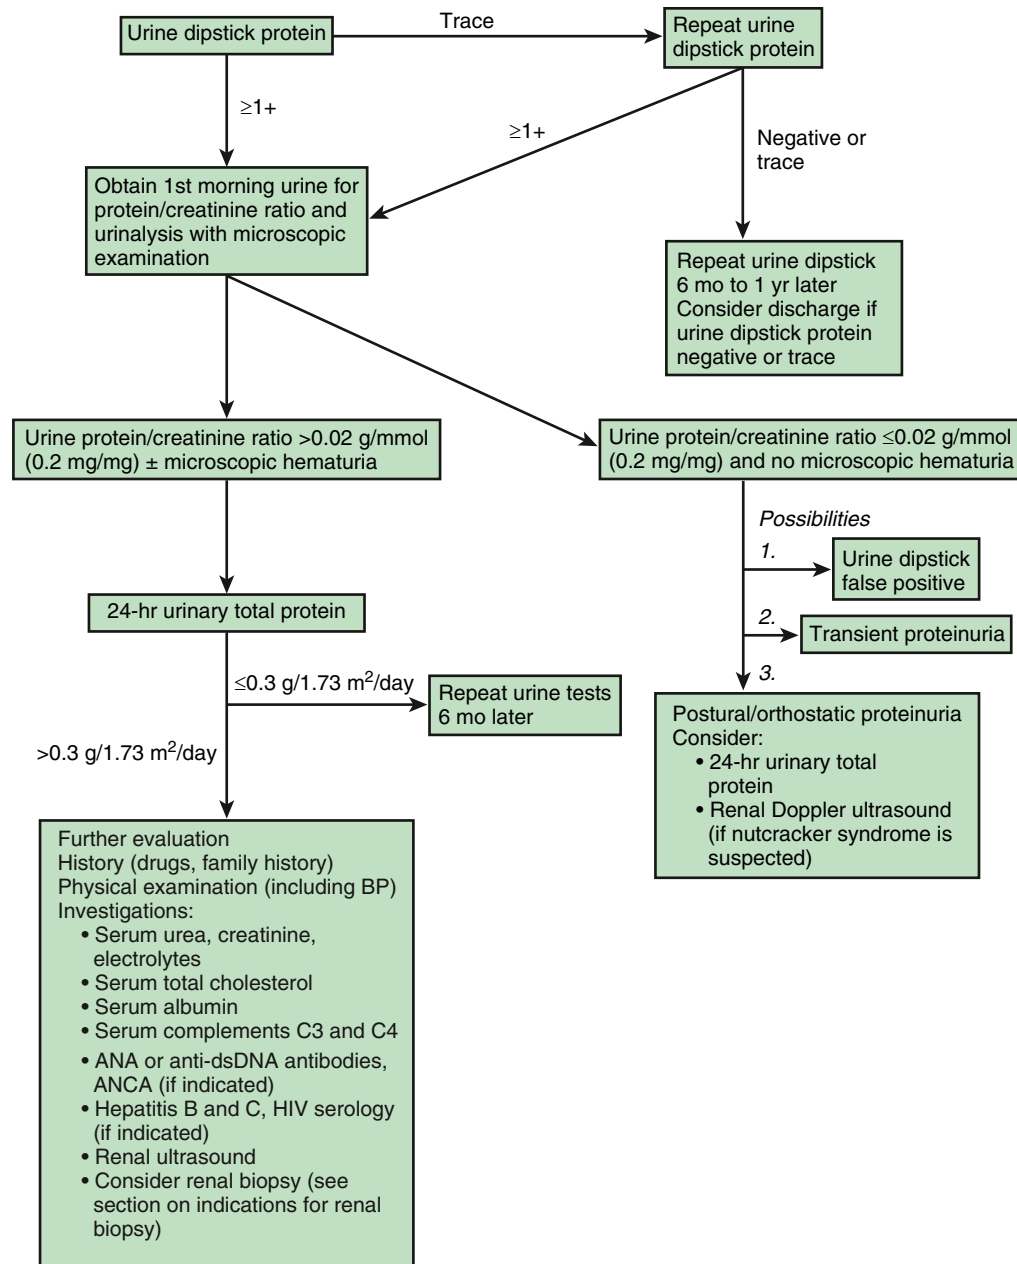 Urine dipstick protein
Trace
Repeat urine
dipstick protein
≥1+
≥1+
Negative or
trace
Obtain 1st morning urine for
protein/creatinine ratio and
urinalysis with microscopic
examination
Repeat urine dipstick
6 mo to 1 yr later
Consider discharge if
urine dipstick protein
negative or trace
Urine protein/creatinine ratio >0.02 g/mmol
(0.2 mg/mg) ± microscopic hematuria
Urine protein/creatinine ratio ≤0.02 g/mmol
(0.2 mg/mg) and no microscopic hematuria
Possibilities
1.
Urine dipstick
false positive
2.
Transient proteinuria
3.
Postural/orthostatic proteinuria
Consider:
• 24-hr urinary total
protein
• Renal Doppler ultrasound
(if nutcracker syndrome is
suspected)
24-hr urinary total protein
≤0.3 g/1.73 m²/day
Repeat urine tests
6 mo later
>0.3 g/1.73 m²/day
Further evaluation
History (drugs, family history)
Physical examination (including BP)
Investigations:
• Serum urea, creatinine,
electrolytes
• Serum total cholesterol
• Serum albumin
• Serum complements C3 and C4
• ANA or anti-dsDNA antibodies,
ANCA (if indicated)
• Hepatitis B and C, HIV serology
(if indicated)
• Renal ultrasound
• Consider renal biopsy (see
section on indications for renal
biopsy)